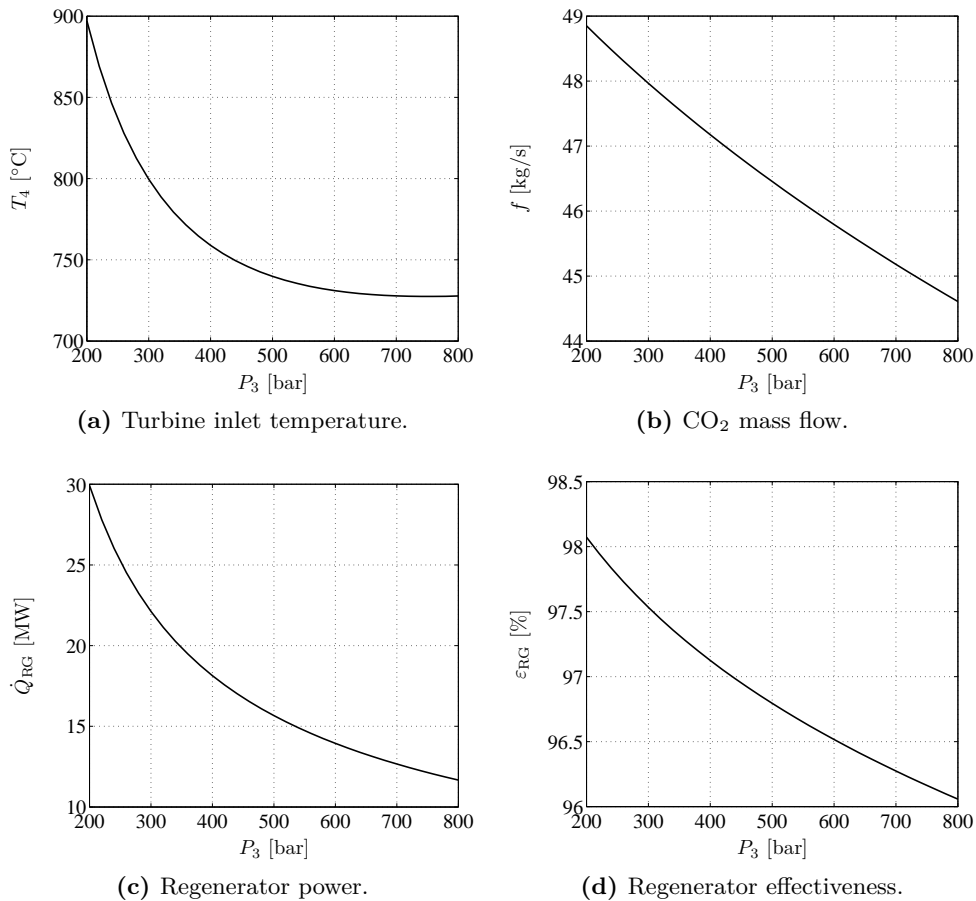 900
850
800
750
700
T₄ [°C]
200 300 400 500 600 700 800
P₃ [bar]
(a) Turbine inlet temperature.
49
48
47
46
45
44
f [kg/s]
200 300 400 500 600 700 800
P₃ [bar]
(b) CO₂ mass flow.
30
25
20
15
10
Q̇_RG [MW]
200 300 400 500 600 700 800
P₃ [bar]
(c) Regenerator power.
98.5
98
97.5
97
96.5
96
ε_RG [%]
200 300 400 500 600 700 800
P₃ [bar]
(d) Regenerator effectiveness.